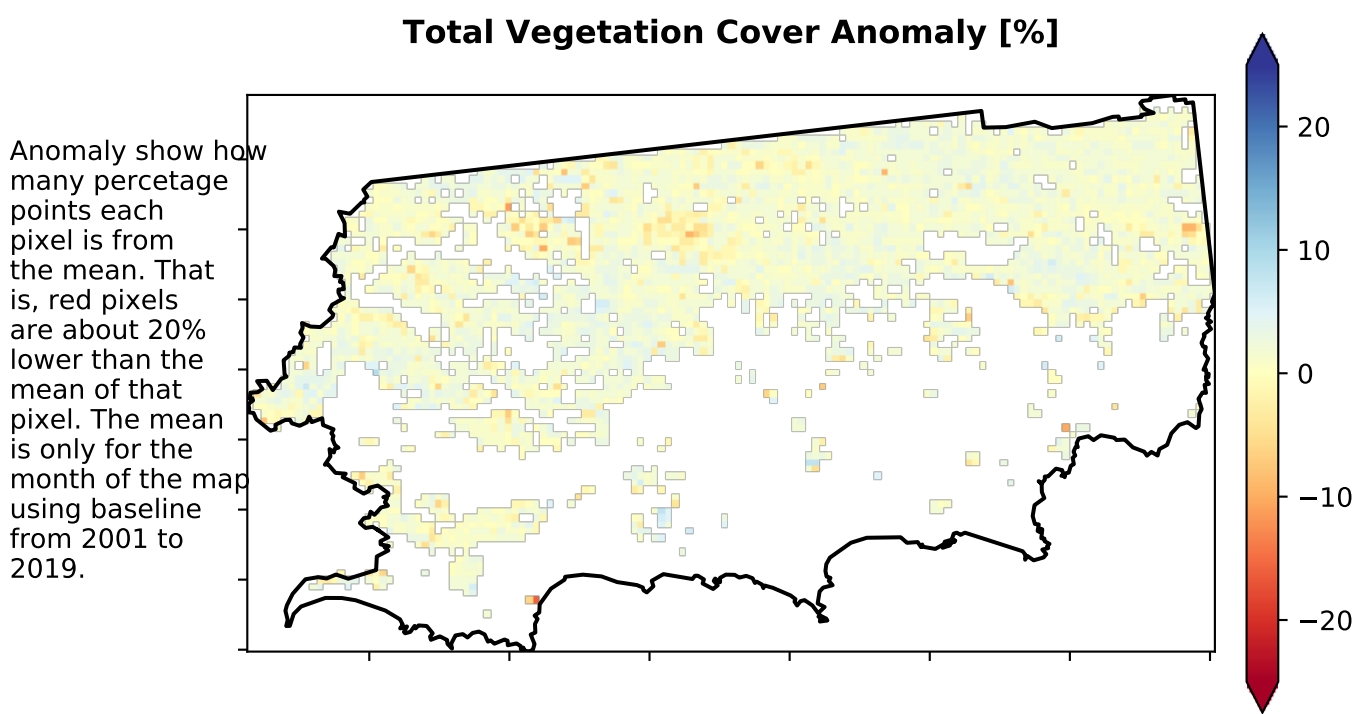 Total Vegetation Cover Anomaly [%]
Anomaly show how
many percetage
points each
pixel is from
the mean. That
is, red pixels
are about 20%
lower than the
mean of that
pixel. The mean
is only for the
month of the map
using baseline
from 2001 to
2019.
20
10
0
−10
−20